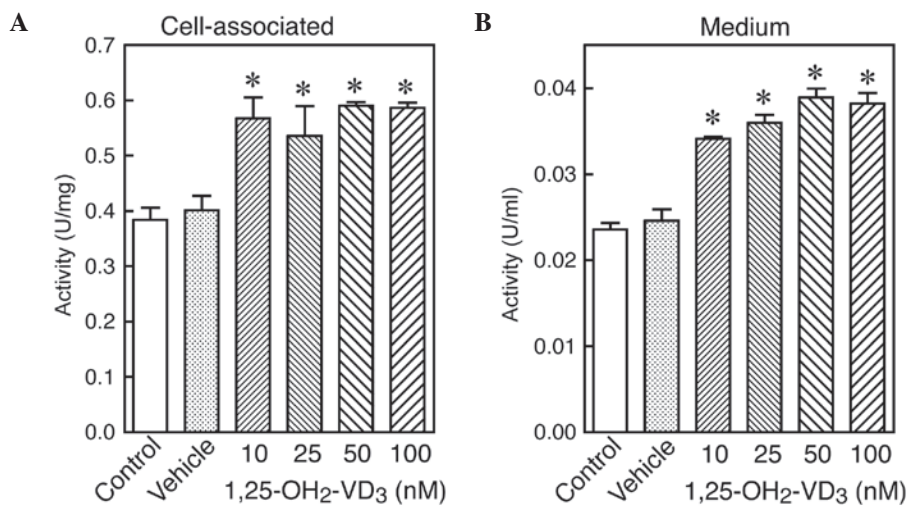 A
Cell-associated
Activity (U/mg)
0.7
0.6
0.5
0.4
0.3
0.2
0.1
0.0
* * * *
Control
Vehicle
10 25 50 100
1,25-OH₂-VD₃ (nM)
B
Medium
Activity (U/ml)
0.04
0.03
0.02
0.01
0.00
* * * *
Control
Vehicle
10 25 50 100
1,25-OH₂-VD₃ (nM)